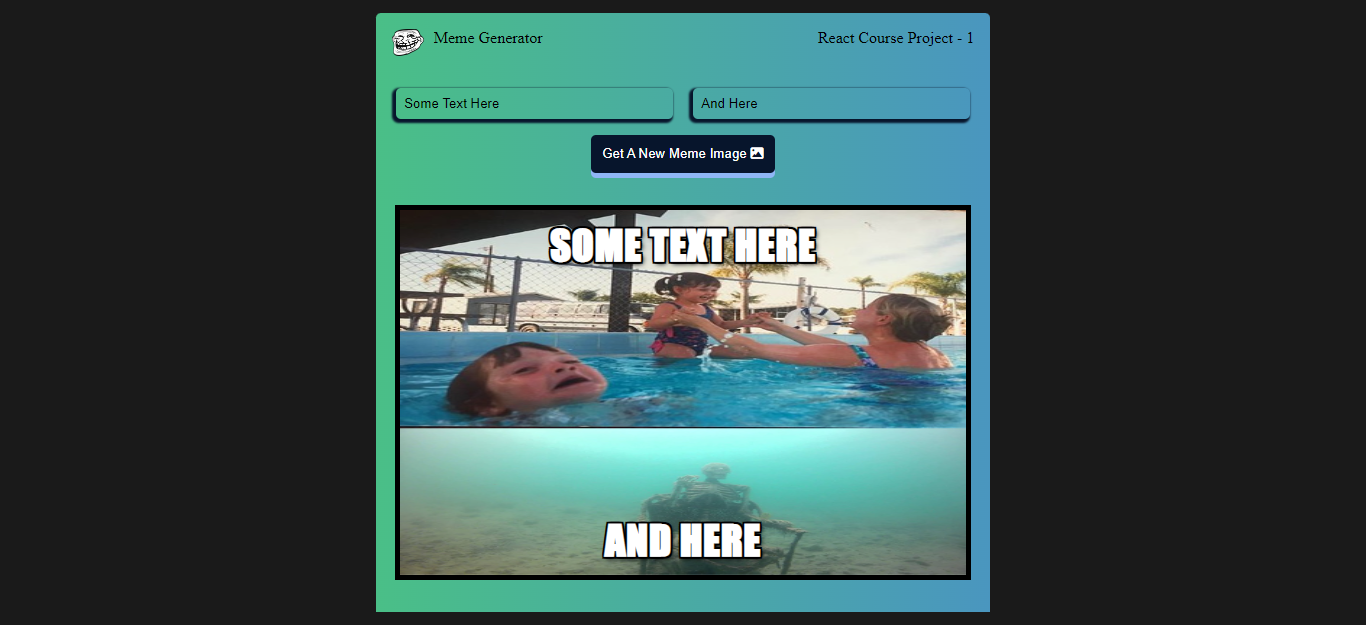 Meme Generator
React Course Project - 1
Some Text Here
And Here
Get A New Meme Image
SOME TEXT HERE
AND HERE